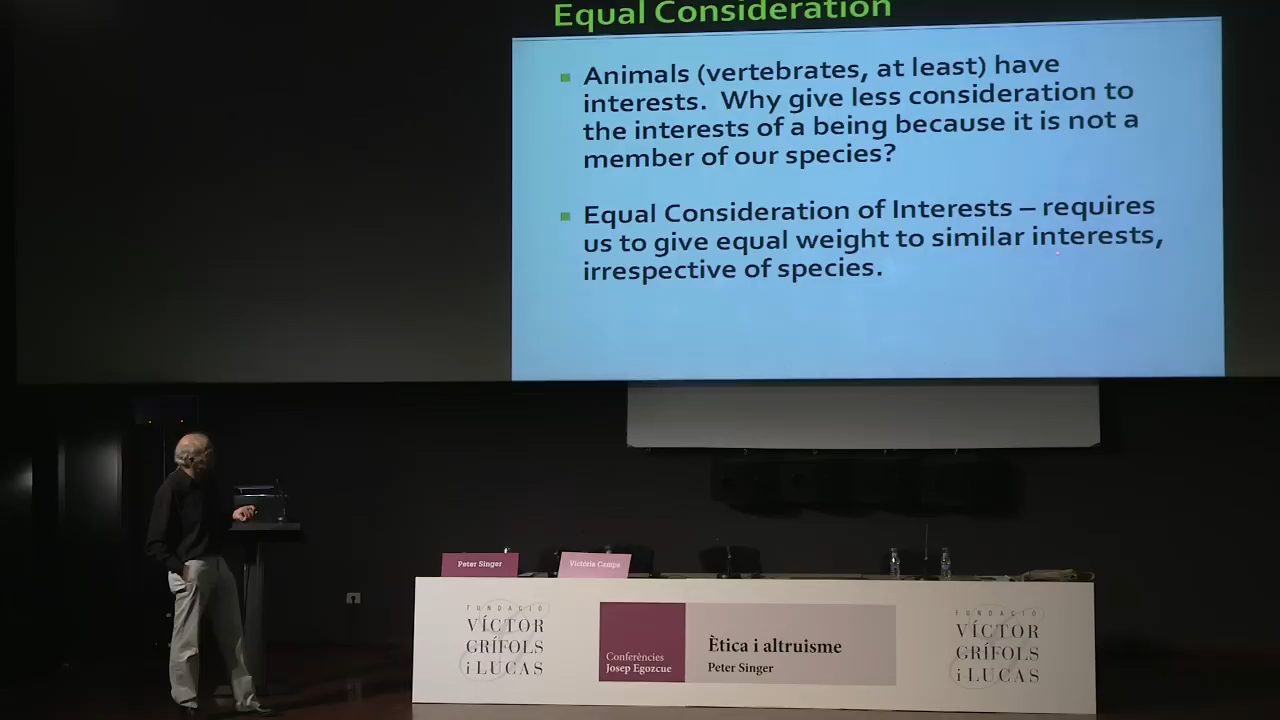 Equal Consideration
Animals (vertebrates, at least) have
interests. Why give less consideration to
the interests of a being because it is not a
member of our species?
Equal Consideration of Interests – requires
us to give equal weight to similar interests,
irrespective of species.
Peter Singer
Victòria Camps
FUNDACIÓ
VÍCTOR
GRÍFOLS
i LUCAS
Conferències
Josep Egozcue
Ètica i altruisme
Peter Singer
FUNDACIÓ
VÍCTOR
GRÍFOLS
i LUCAS